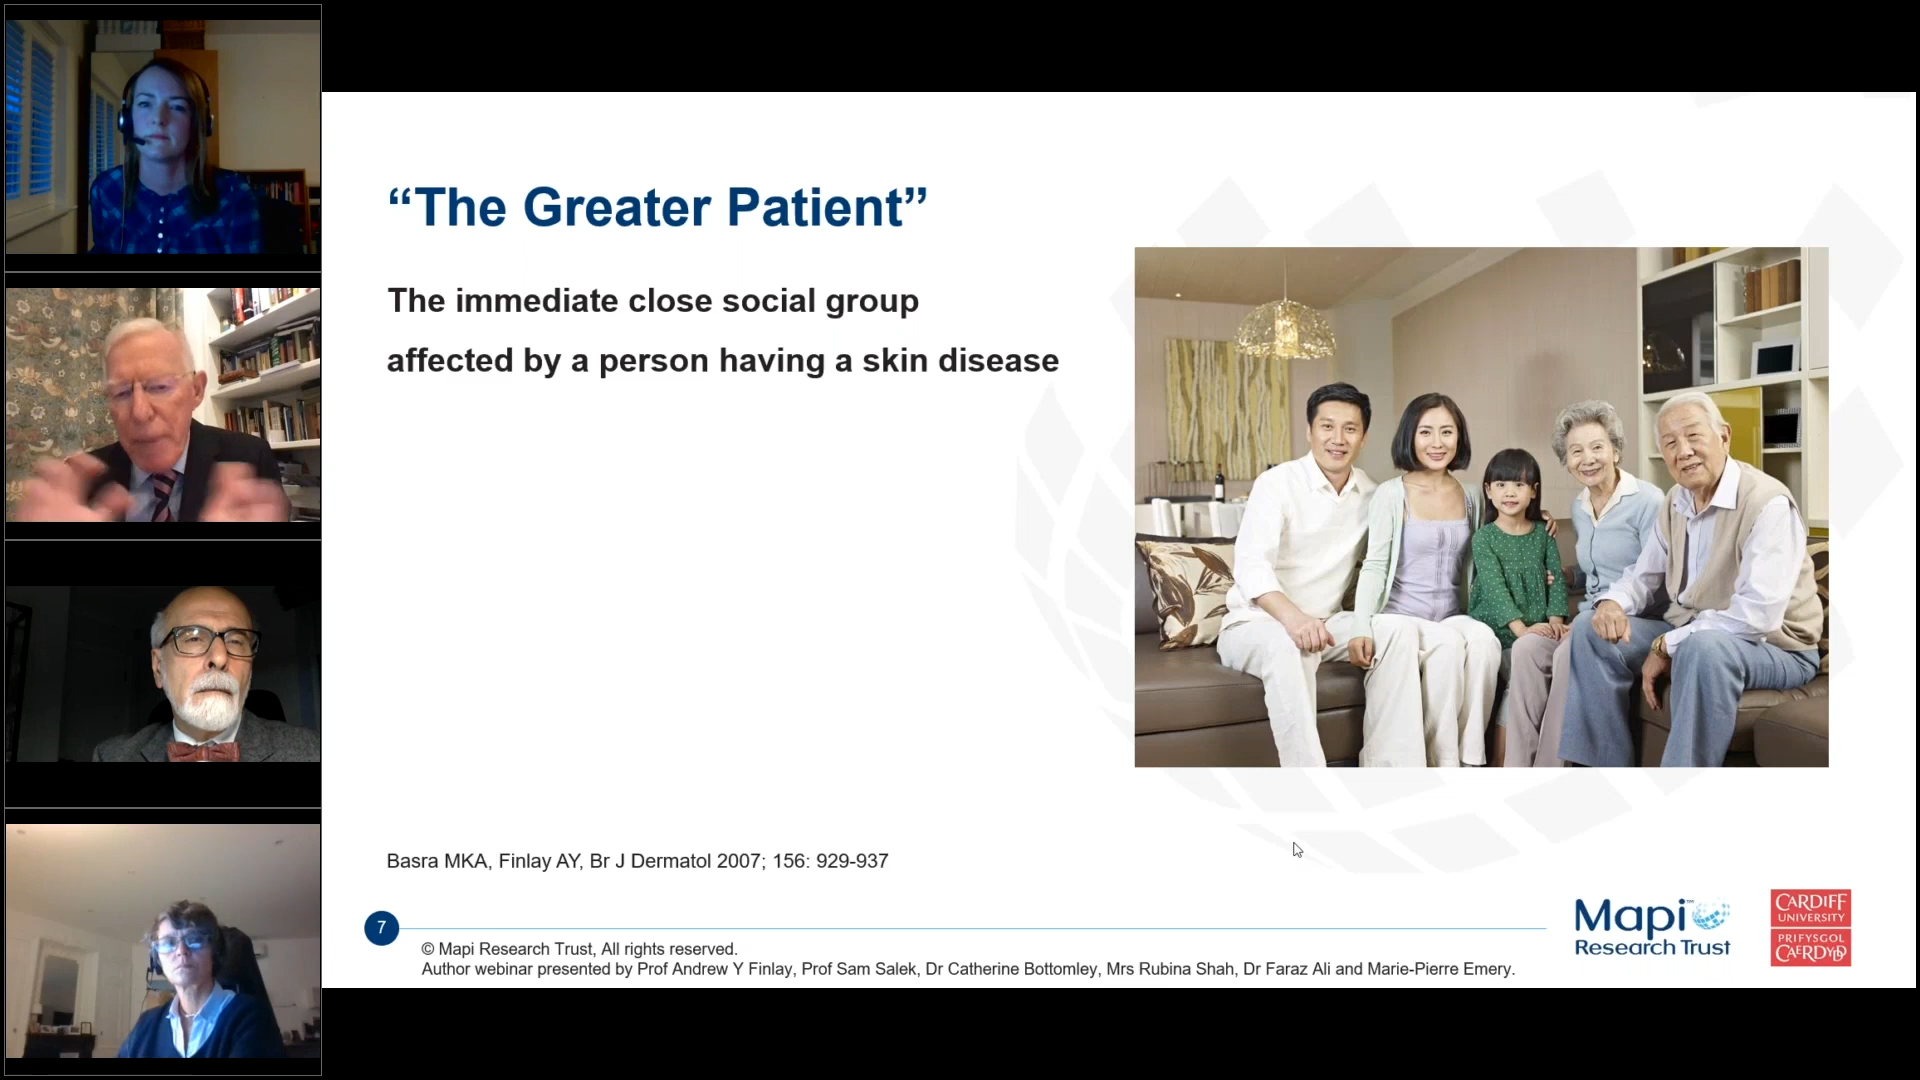 “The Greater Patient”
The immediate close social group
affected by a person having a skin disease
Basra MKA, Finlay AY, Br J Dermatol 2007; 156: 929-937
7
© Mapi Research Trust, All rights reserved.
Author webinar presented by Prof Andrew Y Finlay, Prof Sam Salek, Dr Catherine Bottomley, Mrs Rubina Shah, Dr Faraz Ali and Marie-Pierre Emery.
Mapi™
Research Trust
CARDIFF
UNIVERSITY
PRIFYSGOL
CAERDYDD